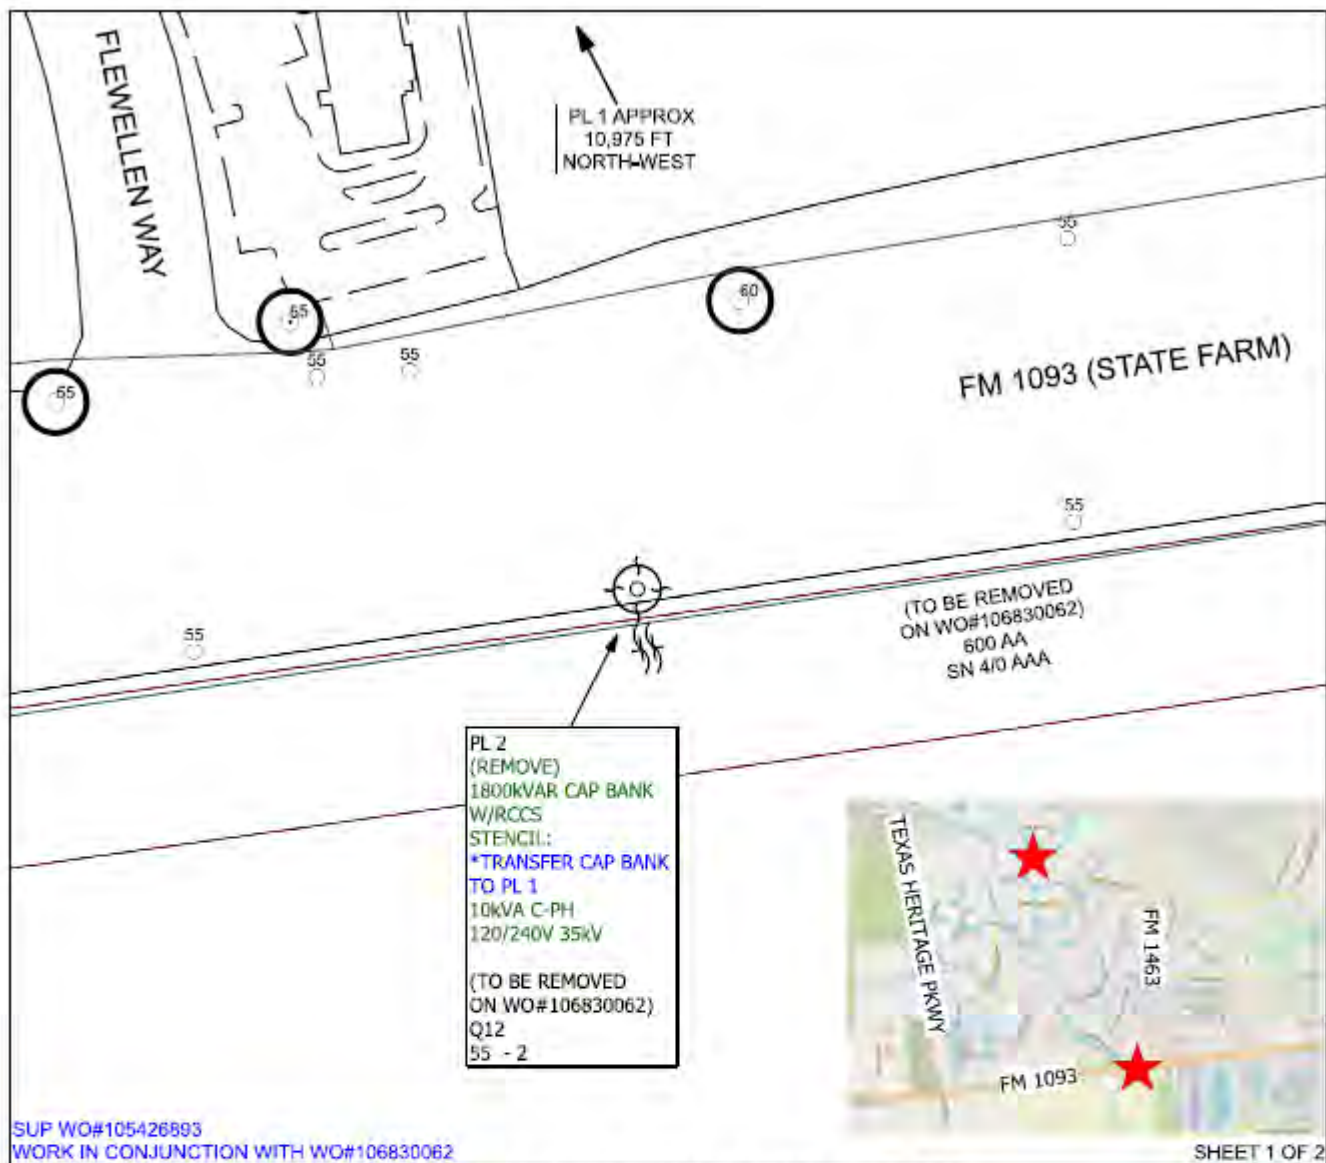 FLEWELLEN WAY
PL 1 APPROX
10,975 FT
NORTH-WEST
55
60
65
55
55
65
FM 1093 (STATE FARM)
55
55
(TO BE REMOVED
ON WO#106830062)
600 AA
SN 4/0 AAA
PL 2
(REMOVE)
1800kVAR CAP BANK
W/RCCS
STENCIL:
*TRANSFER CAP BANK
TO PL 1
10kVA C-PH
120/240V 35kV
(TO BE REMOVED
ON WO#106830062)
Q12
55 - 2
TEXAS HERITAGE PKWY
FM 1463
FM 1093
SUP WO#105426893
WORK IN CONJUNCTION WITH WO#106830062
SHEET 1 OF 2